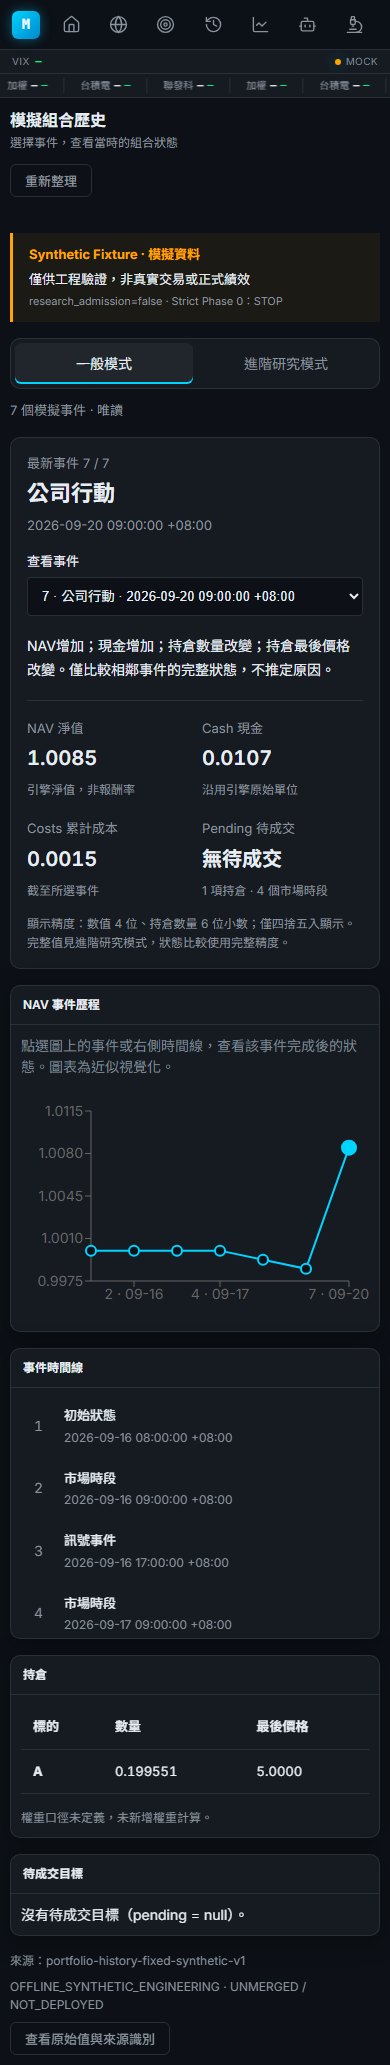 M
VIX –
MOCK
加權 – –
台積電 – –
聯發科 – –
加權 – –
台積電 – –
模擬組合歷史
選擇事件，查看當時的組合狀態
重新整理
Synthetic Fixture · 模擬資料
僅供工程驗證，非真實交易或正式績效
research_admission=false · Strict Phase 0：STOP
一般模式
進階研究模式
7 個模擬事件 · 唯讀
最新事件 7 / 7
公司行動
2026-09-20 09:00:00 +08:00
查看事件
7 · 公司行動 · 2026-09-20 09:00:00 +08:00
NAV增加；現金增加；持倉數量改變；持倉最後價格
改變。僅比較相鄰事件的完整狀態，不推定原因。
NAV 淨值
Cash 現金
1.0085
0.0107
引擎淨值，非報酬率
沿用引擎原始單位
Costs 累計成本
Pending 待成交
0.0015
無待成交
截至所選事件
1 項持倉 · 4 個市場時段
顯示精度：數值 4 位、持倉數量 6 位小數；僅四捨五入顯示。
完整值見進階研究模式，狀態比較使用完整精度。
NAV 事件歷程
點選圖上的事件或右側時間線，查看該事件完成後的狀
態。圖表為近似視覺化。
1.0115
1.0080
1.0045
1.0010
0.9975
2 · 09-16
4 · 09-17
7 · 09-20
事件時間線
1
初始狀態
2026-09-16 08:00:00 +08:00
2
市場時段
2026-09-16 09:00:00 +08:00
3
訊號事件
2026-09-16 17:00:00 +08:00
4
市場時段
2026-09-17 09:00:00 +08:00
持倉
標的
數量
最後價格
A
0.199551
5.0000
權重口徑未定義，未新增權重計算。
待成交目標
沒有待成交目標（pending = null）。
來源：portfolio-history-fixed-synthetic-v1
OFFLINE_SYNTHETIC_ENGINEERING · UNMERGED /
NOT_DEPLOYED
查看原始值與來源識別